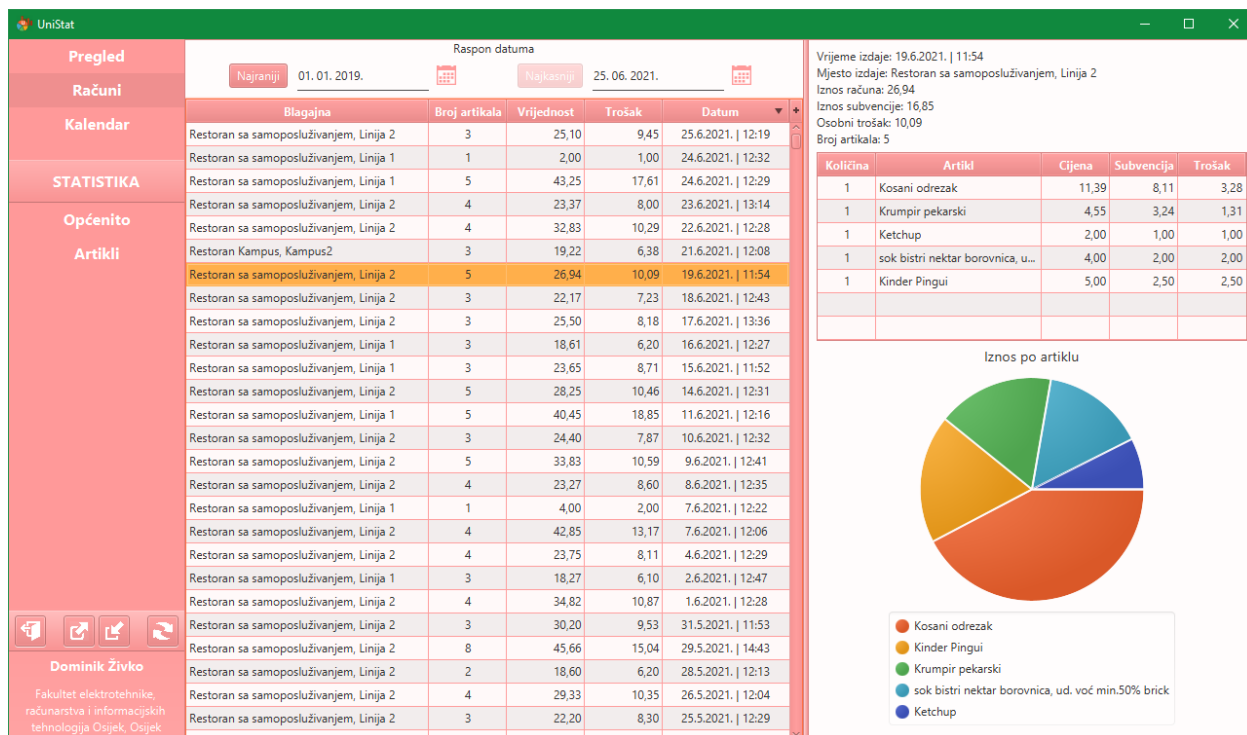 UniStat
Pregled
Računi
Kalendar
STATISTIKA
Općenito
Artikli
Dominik Živko
Fakultet elektrotehnike,
računarstva i informacijskih
tehnologija Osijek, Osijek
Raspon datuma
Najraniji 01. 01. 2019. Najkasniji 25. 06. 2021.
Blagajna Broj artikala Vrijednost Trošak Datum +
Restoran sa samoposluživanjem, Linija 2 3 25,10 9,45 25.6.2021. | 12:19
Restoran sa samoposluživanjem, Linija 1 1 2,00 1,00 24.6.2021. | 12:32
Restoran sa samoposluživanjem, Linija 1 5 43,25 17,61 24.6.2021. | 12:29
Restoran sa samoposluživanjem, Linija 2 4 23,37 8,00 23.6.2021. | 13:14
Restoran sa samoposluživanjem, Linija 2 4 32,83 10,29 22.6.2021. | 12:28
Restoran Kampus, Kampus2 3 19,22 6,38 21.6.2021. | 12:08
Restoran sa samoposluživanjem, Linija 2 5 26,94 10,09 19.6.2021. | 11:54
Restoran sa samoposluživanjem, Linija 2 3 22,17 7,23 18.6.2021. | 12:43
Restoran sa samoposluživanjem, Linija 2 3 25,50 8,18 17.6.2021. | 13:36
Restoran sa samoposluživanjem, Linija 1 3 18,61 6,20 16.6.2021. | 12:27
Restoran sa samoposluživanjem, Linija 1 3 23,65 8,71 15.6.2021. | 11:52
Restoran sa samoposluživanjem, Linija 2 5 28,25 10,46 14.6.2021. | 12:31
Restoran sa samoposluživanjem, Linija 1 5 40,45 18,85 11.6.2021. | 12:16
Restoran sa samoposluživanjem, Linija 2 3 24,40 7,87 10.6.2021. | 12:32
Restoran sa samoposluživanjem, Linija 2 5 33,83 10,59 9.6.2021. | 12:41
Restoran sa samoposluživanjem, Linija 2 4 23,27 8,60 8.6.2021. | 12:35
Restoran sa samoposluživanjem, Linija 1 1 4,00 2,00 7.6.2021. | 12:22
Restoran sa samoposluživanjem, Linija 2 4 42,85 13,17 7.6.2021. | 12:06
Restoran sa samoposluživanjem, Linija 2 4 23,75 8,11 4.6.2021. | 12:29
Restoran sa samoposluživanjem, Linija 1 3 18,27 6,10 2.6.2021. | 12:47
Restoran sa samoposluživanjem, Linija 2 4 34,82 10,87 1.6.2021. | 12:28
Restoran sa samoposluživanjem, Linija 2 3 30,20 9,53 31.5.2021. | 11:53
Restoran sa samoposluživanjem, Linija 2 8 45,66 15,04 29.5.2021. | 14:43
Restoran sa samoposluživanjem, Linija 2 2 18,60 6,20 28.5.2021. | 12:13
Restoran sa samoposluživanjem, Linija 2 4 29,33 10,35 26.5.2021. | 12:04
Restoran sa samoposluživanjem, Linija 2 3 22,20 8,30 25.5.2021. | 12:29
Vrijeme izdaje: 19.6.2021. | 11:54
Mjesto izdaje: Restoran sa samoposluživanjem, Linija 2
Iznos računa: 26,94
Iznos subvencije: 16,85
Osobni trošak: 10,09
Broj artikala: 5
Količina Artikl Cijena Subvencija Trošak
1 Kosani odrezak 11,39 8,11 3,28
1 Krumpir pekarski 4,55 3,24 1,31
1 Ketchup 2,00 1,00 1,00
1 sok bistri nektar borovnica, u... 4,00 2,00 2,00
1 Kinder Pingui 5,00 2,50 2,50
Iznos po artiklu
Kosani odrezak
Kinder Pingui
Krumpir pekarski
sok bistri nektar borovnica, ud. voć min.50% brick
Ketchup